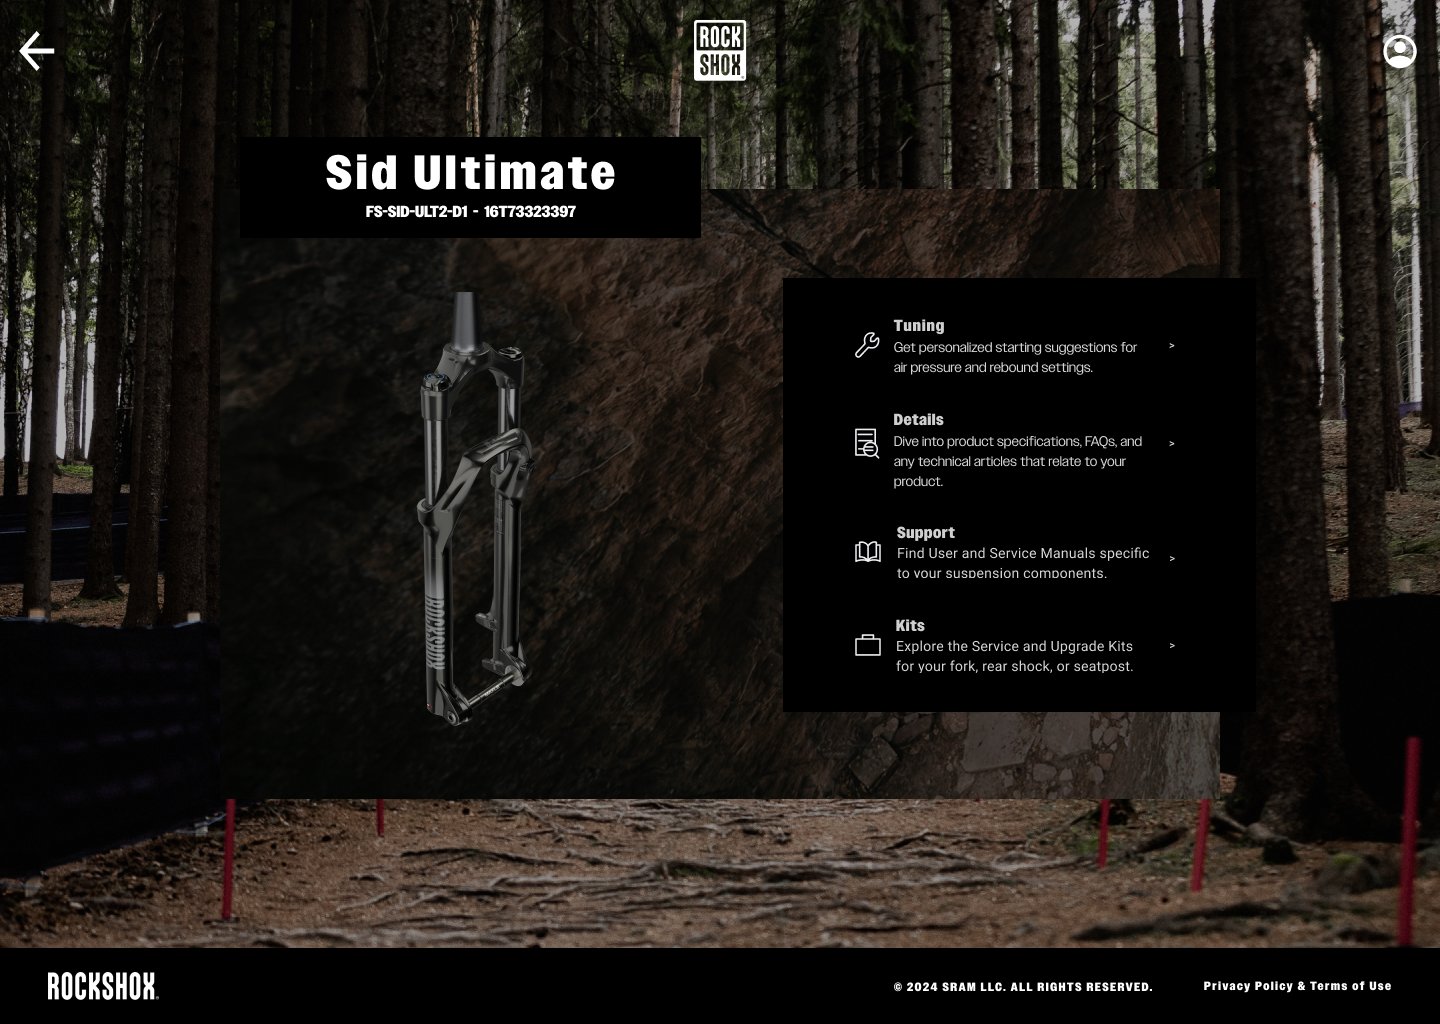 ROCK
SHOX
Sid Ultimate
FS-SID-ULT2-D1 - 16T73323397
Tuning
Get personalized starting suggestions for
air pressure and rebound settings.
>
Details
Dive into product specifications, FAQs, and
any technical articles that relate to your
product.
>
Support
Find User and Service Manuals specific
to your suspension components.
>
Kits
Explore the Service and Upgrade Kits
for your fork, rear shock, or seatpost.
>
ROCKSHOX
ROCKSHOX
© 2024 SRAM LLC. ALL RIGHTS RESERVED.
Privacy Policy & Terms of Use